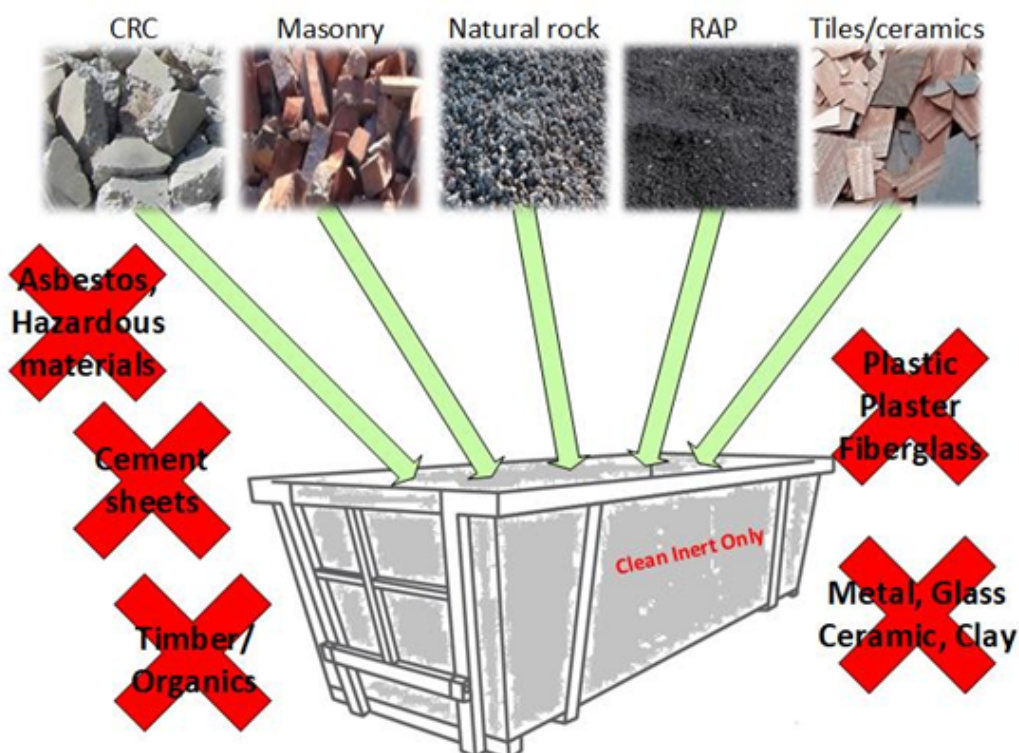 CRC
Masonry
Natural rock
RAP
Tiles/ceramics
Asbestos,
Hazardous
materials
Cement
sheets
Timber/
Organics
Plastic
Plaster
Fiberglass
Metal, Glass
Ceramic, Clay
Clean Inert Only